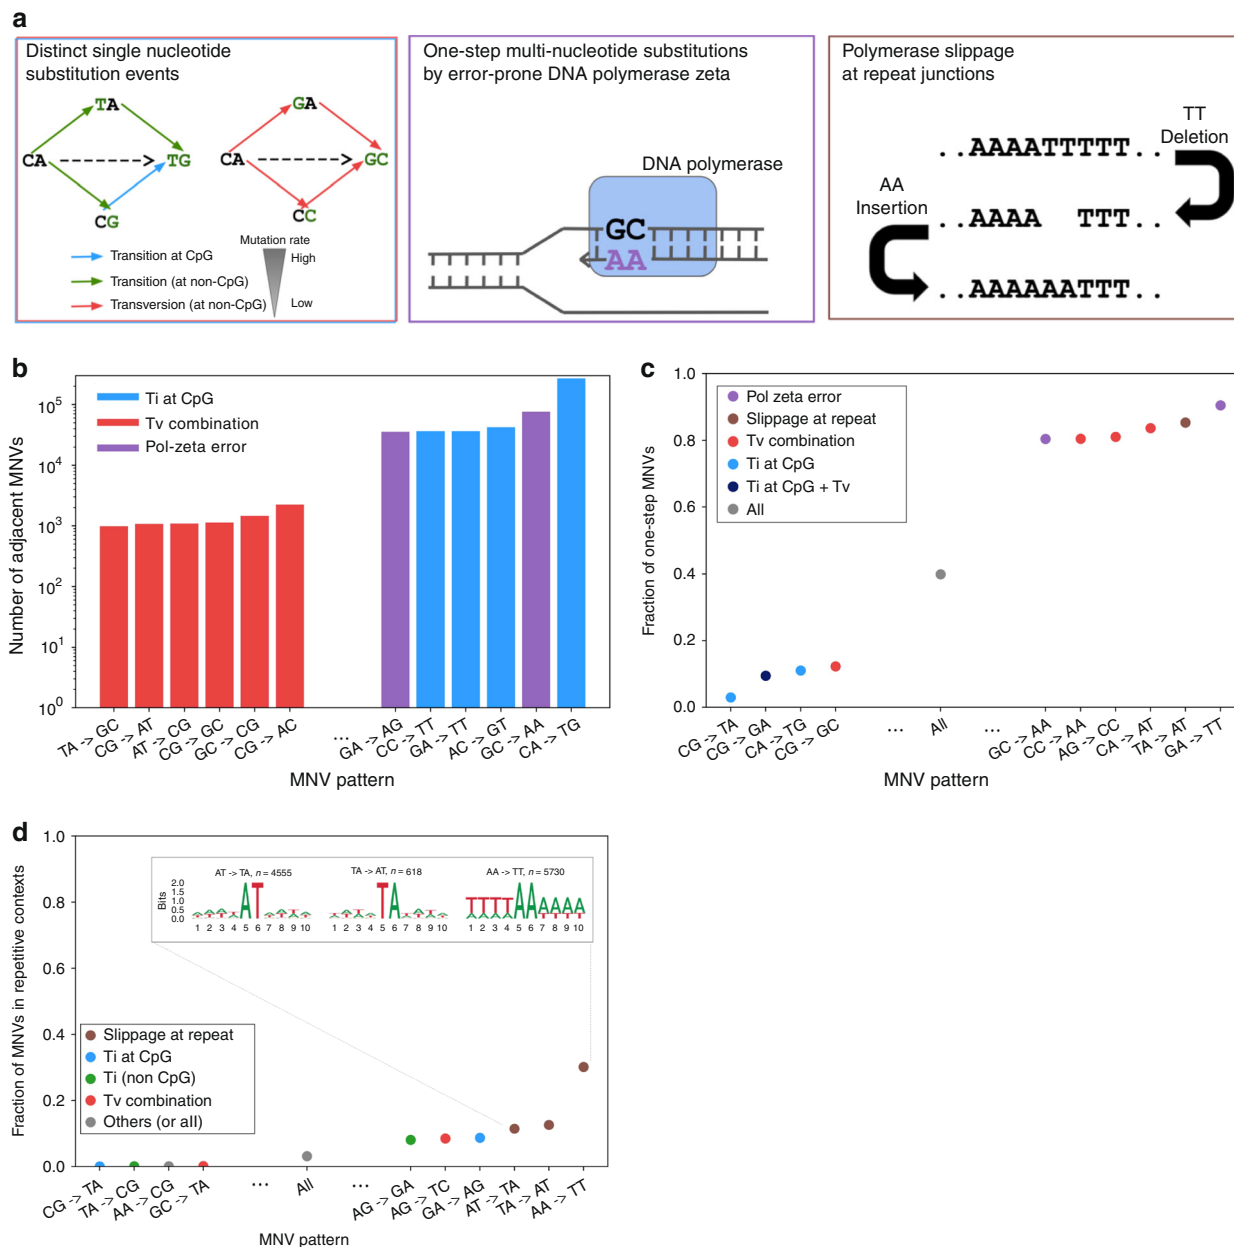 a
Distinct single nucleotide
substitution events
TA
CA
TG
CG
GA
CA
GC
CC
Mutation rate
High
Low
Transition at CpG
Transition (at non-CpG)
Transversion (at non-CpG)
One-step multi-nucleotide substitutions
by error-prone DNA polymerase zeta
DNA polymerase
GC
AA
Polymerase slippage
at repeat junctions
TT
Deletion
..AAAATTTTT..
AA
Insertion
..AAAA TTT..
..AAAAAATTT..
b
Number of adjacent MNVs
10^5
10^4
10^3
10^2
10^1
10^0
Ti at CpG
Tv combination
Pol-zeta error
TA -> GC
CG -> AT
AT -> CG
CG -> GC
GC -> CG
CG -> AC
...
GA -> AG
CC -> TT
GA -> TT
AC -> GT
GC -> AA
CA -> TG
MNV pattern
c
Fraction of one-step MNVs
1.0
0.8
0.6
0.4
0.2
0.0
Pol zeta error
Slippage at repeat
Tv combination
Ti at CpG
Ti at CpG + Tv
All
CG -> TA
CG -> GA
CA -> TG
CG -> GC
...
All
...
GC -> AA
CC -> AA
AG -> CC
CA -> AT
TA -> AT
GA -> TT
MNV pattern
d
Fraction of MNVs in repetitive contexts
1.0
0.8
0.6
0.4
0.2
0.0
AT -> TA, n = 4555
TA -> AT, n = 618
AA -> TT, n = 5730
Bits
2.0
1.5
1.0
0.5
0.0
1 2 3 4 5 6 7 8 9 10
1 2 3 4 5 6 7 8 9 10
1 2 3 4 5 6 7 8 9 10
Slippage at repeat
Ti at CpG
Ti (non CpG)
Tv combination
Others (or all)
CG -> TA
TA -> CG
AA -> CG
GC -> TA
...
All
...
AG -> GA
AG -> TC
GA -> AG
AT -> TA
TA -> AT
AA -> TT
MNV pattern